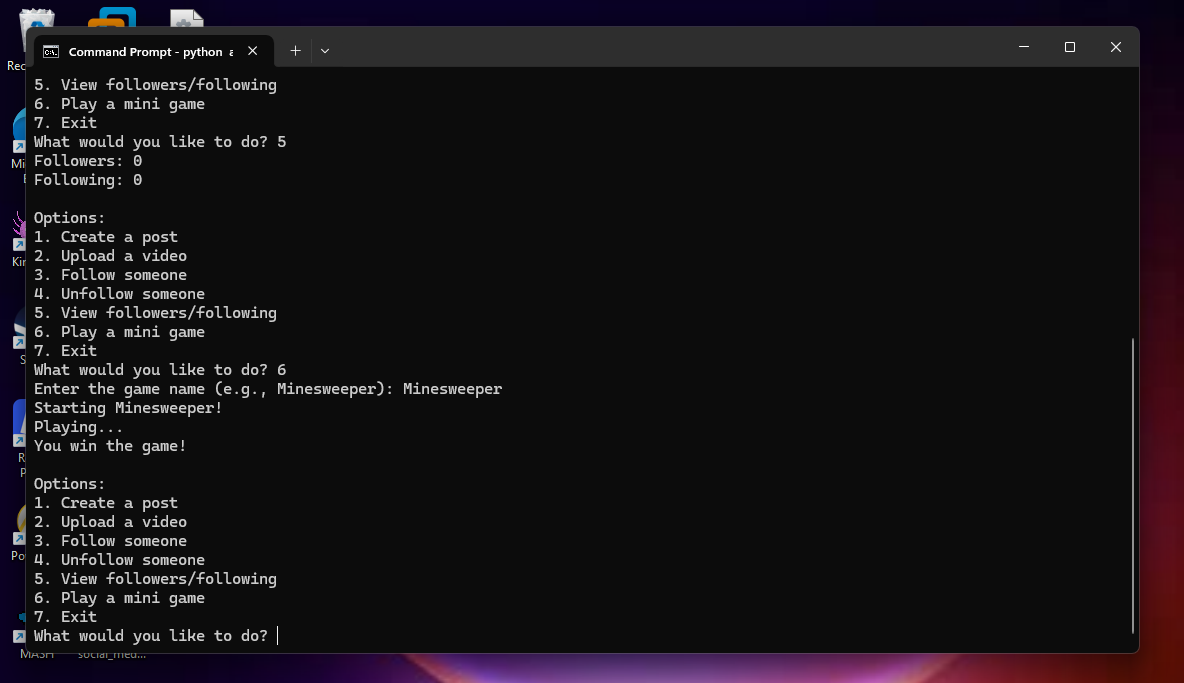 Command Prompt - python
5. View followers/following
6. Play a mini game
7. Exit
What would you like to do? 5
Followers: 0
Following: 0
Options:
1. Create a post
2. Upload a video
3. Follow someone
4. Unfollow someone
5. View followers/following
6. Play a mini game
7. Exit
What would you like to do? 6
Enter the game name (e.g., Minesweeper): Minesweeper
Starting Minesweeper!
Playing...
You win the game!
Options:
1. Create a post
2. Upload a video
3. Follow someone
4. Unfollow someone
5. View followers/following
6. Play a mini game
7. Exit
What would you like to do?
MASH
social_med...